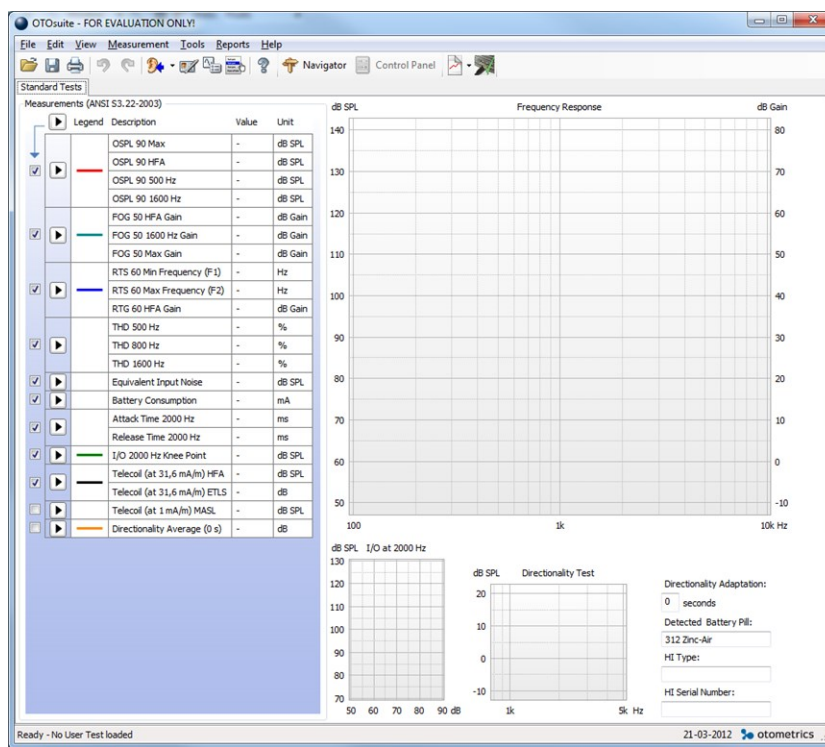 OTOsuite - FOR EVALUATION ONLY!
File Edit View Measurement Tools Reports Help
Navigator Control Panel
Standard Tests
Measurements (ANSI S3.22-2003)
Legend Description Value Unit
OSPL 90 Max - dB SPL
OSPL 90 HFA - dB SPL
OSPL 90 500 Hz - dB SPL
OSPL 90 1600 Hz - dB SPL
FOG 50 HFA Gain - dB Gain
FOG 50 1600 Hz Gain - dB Gain
FOG 50 Max Gain - dB Gain
RTS 60 Min Frequency (F1) - Hz
RTS 60 Max Frequency (F2) - Hz
RTG 60 HFA Gain - dB Gain
THD 500 Hz - %
THD 800 Hz - %
THD 1600 Hz - %
Equivalent Input Noise - dB SPL
Battery Consumption - mA
Attack Time 2000 Hz - ms
Release Time 2000 Hz - ms
I/O 2000 Hz Knee Point - dB SPL
Telecoil (at 31,6 mA/m) HFA - dB SPL
Telecoil (at 31,6 mA/m) ETLS - dB
Telecoil (at 1 mA/m) MASL - dB SPL
Directionality Average (0 s) - dB
dB SPL Frequency Response dB Gain
140 80
130 70
120 60
110 50
100 40
90 30
80 20
70 10
60 0
50 -10
100 1k 10k Hz
dB SPL I/O at 2000 Hz
130
120
110
100
90
80
70
50 60 70 80 90 dB
dB SPL Directionality Test
20
10
0
-10
1k 5k Hz
Directionality Adaptation:
0 seconds
Detected Battery Pill:
312 Zinc-Air
HI Type:
HI Serial Number:
Ready - No User Test loaded
21-03-2012 otometrics